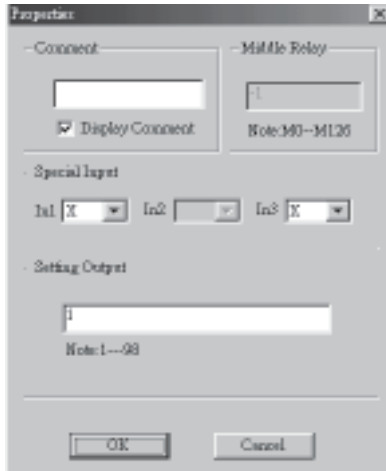 Properties
Comment
Middle Relay
-1
Display Comment
Note:M0--M126
Special Input
In1 X In2 In3 X
Setting Output
1
Note:1---98
OK Cancel